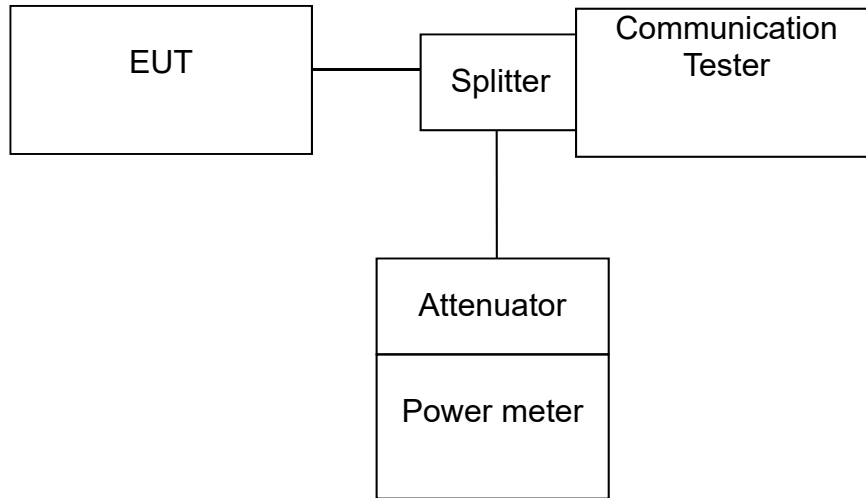 EUT
Splitter
Communication
Tester
Attenuator
Power meter